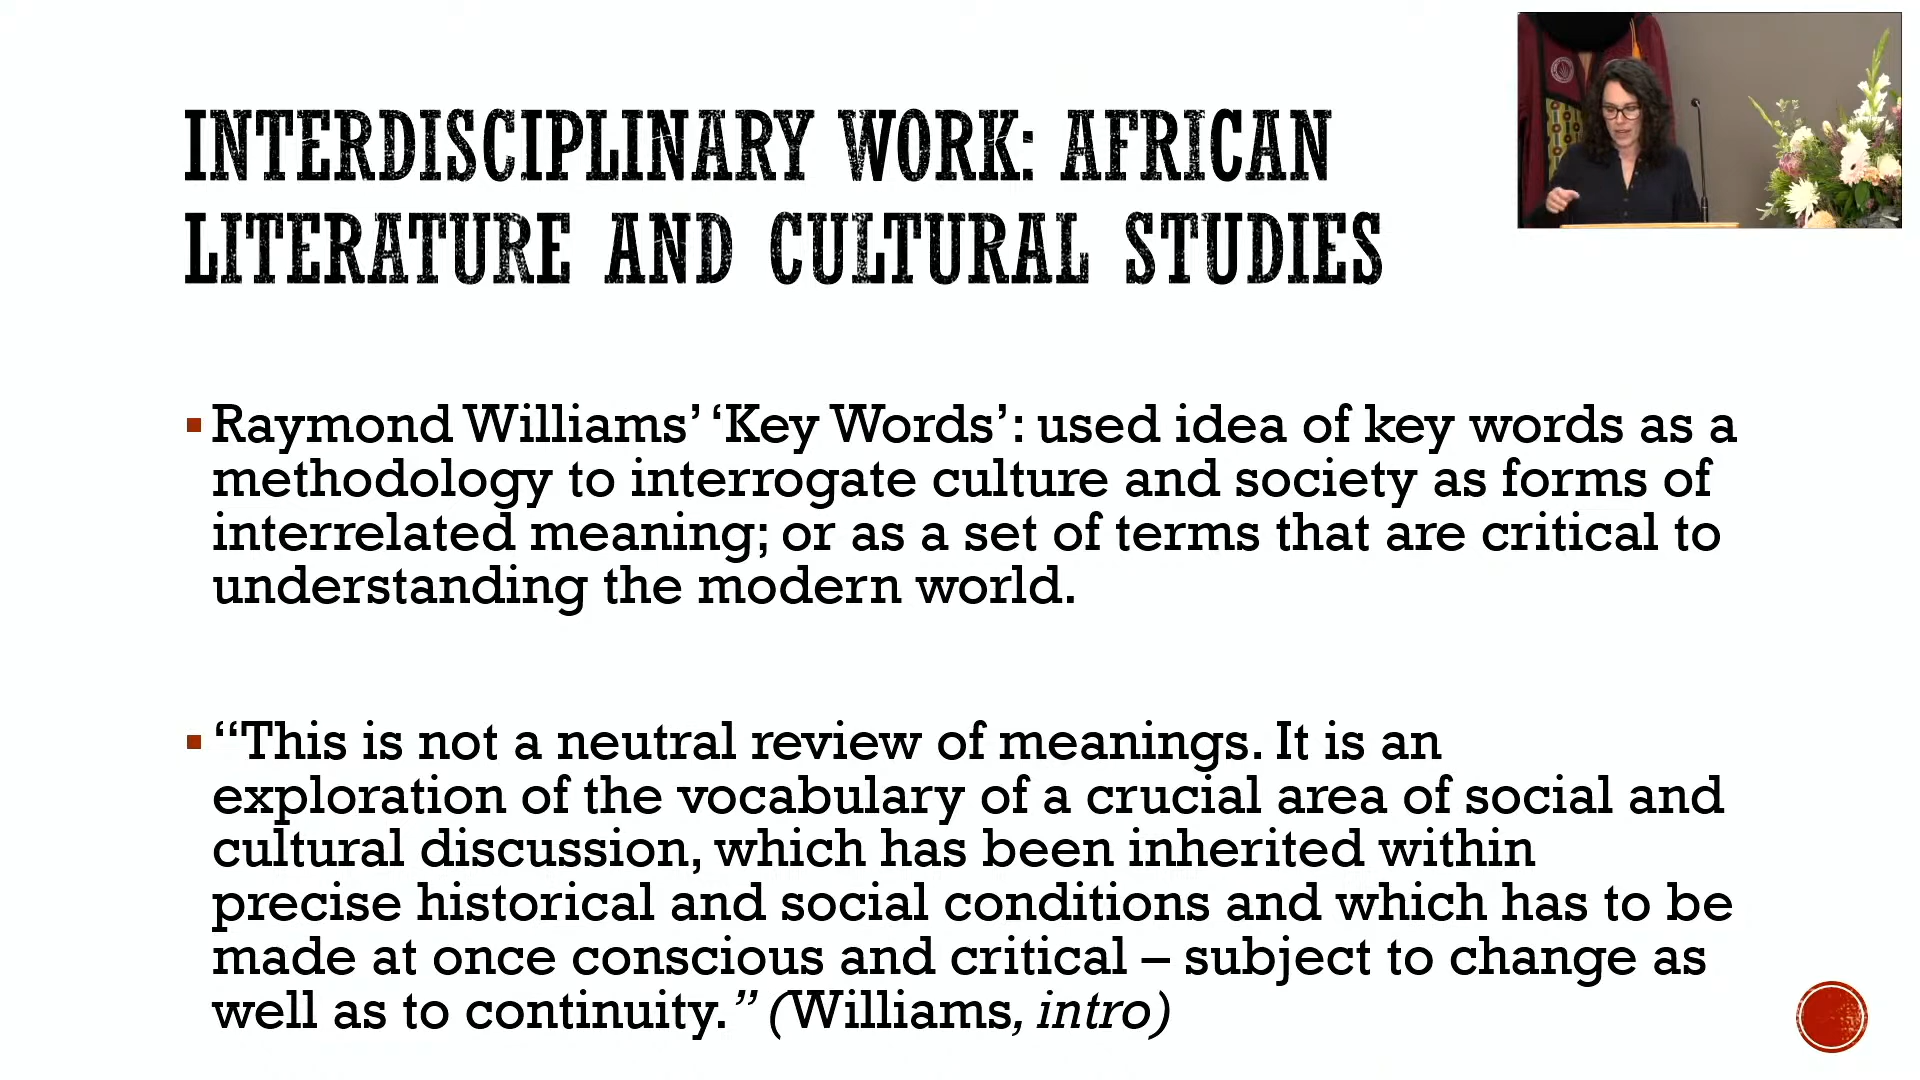 INTERDISCIPLINARY WORK: AFRICAN
LITERATURE AND CULTURAL STUDIES
▪Raymond Williams’ ‘Key Words’: used idea of key words as a
methodology to interrogate culture and society as forms of
interrelated meaning; or as a set of terms that are critical to
understanding the modern world.
▪“This is not a neutral review of meanings. It is an
exploration of the vocabulary of a crucial area of social and
cultural discussion, which has been inherited within
precise historical and social conditions and which has to be
made at once conscious and critical – subject to change as
well as to continuity.” (Williams, intro)